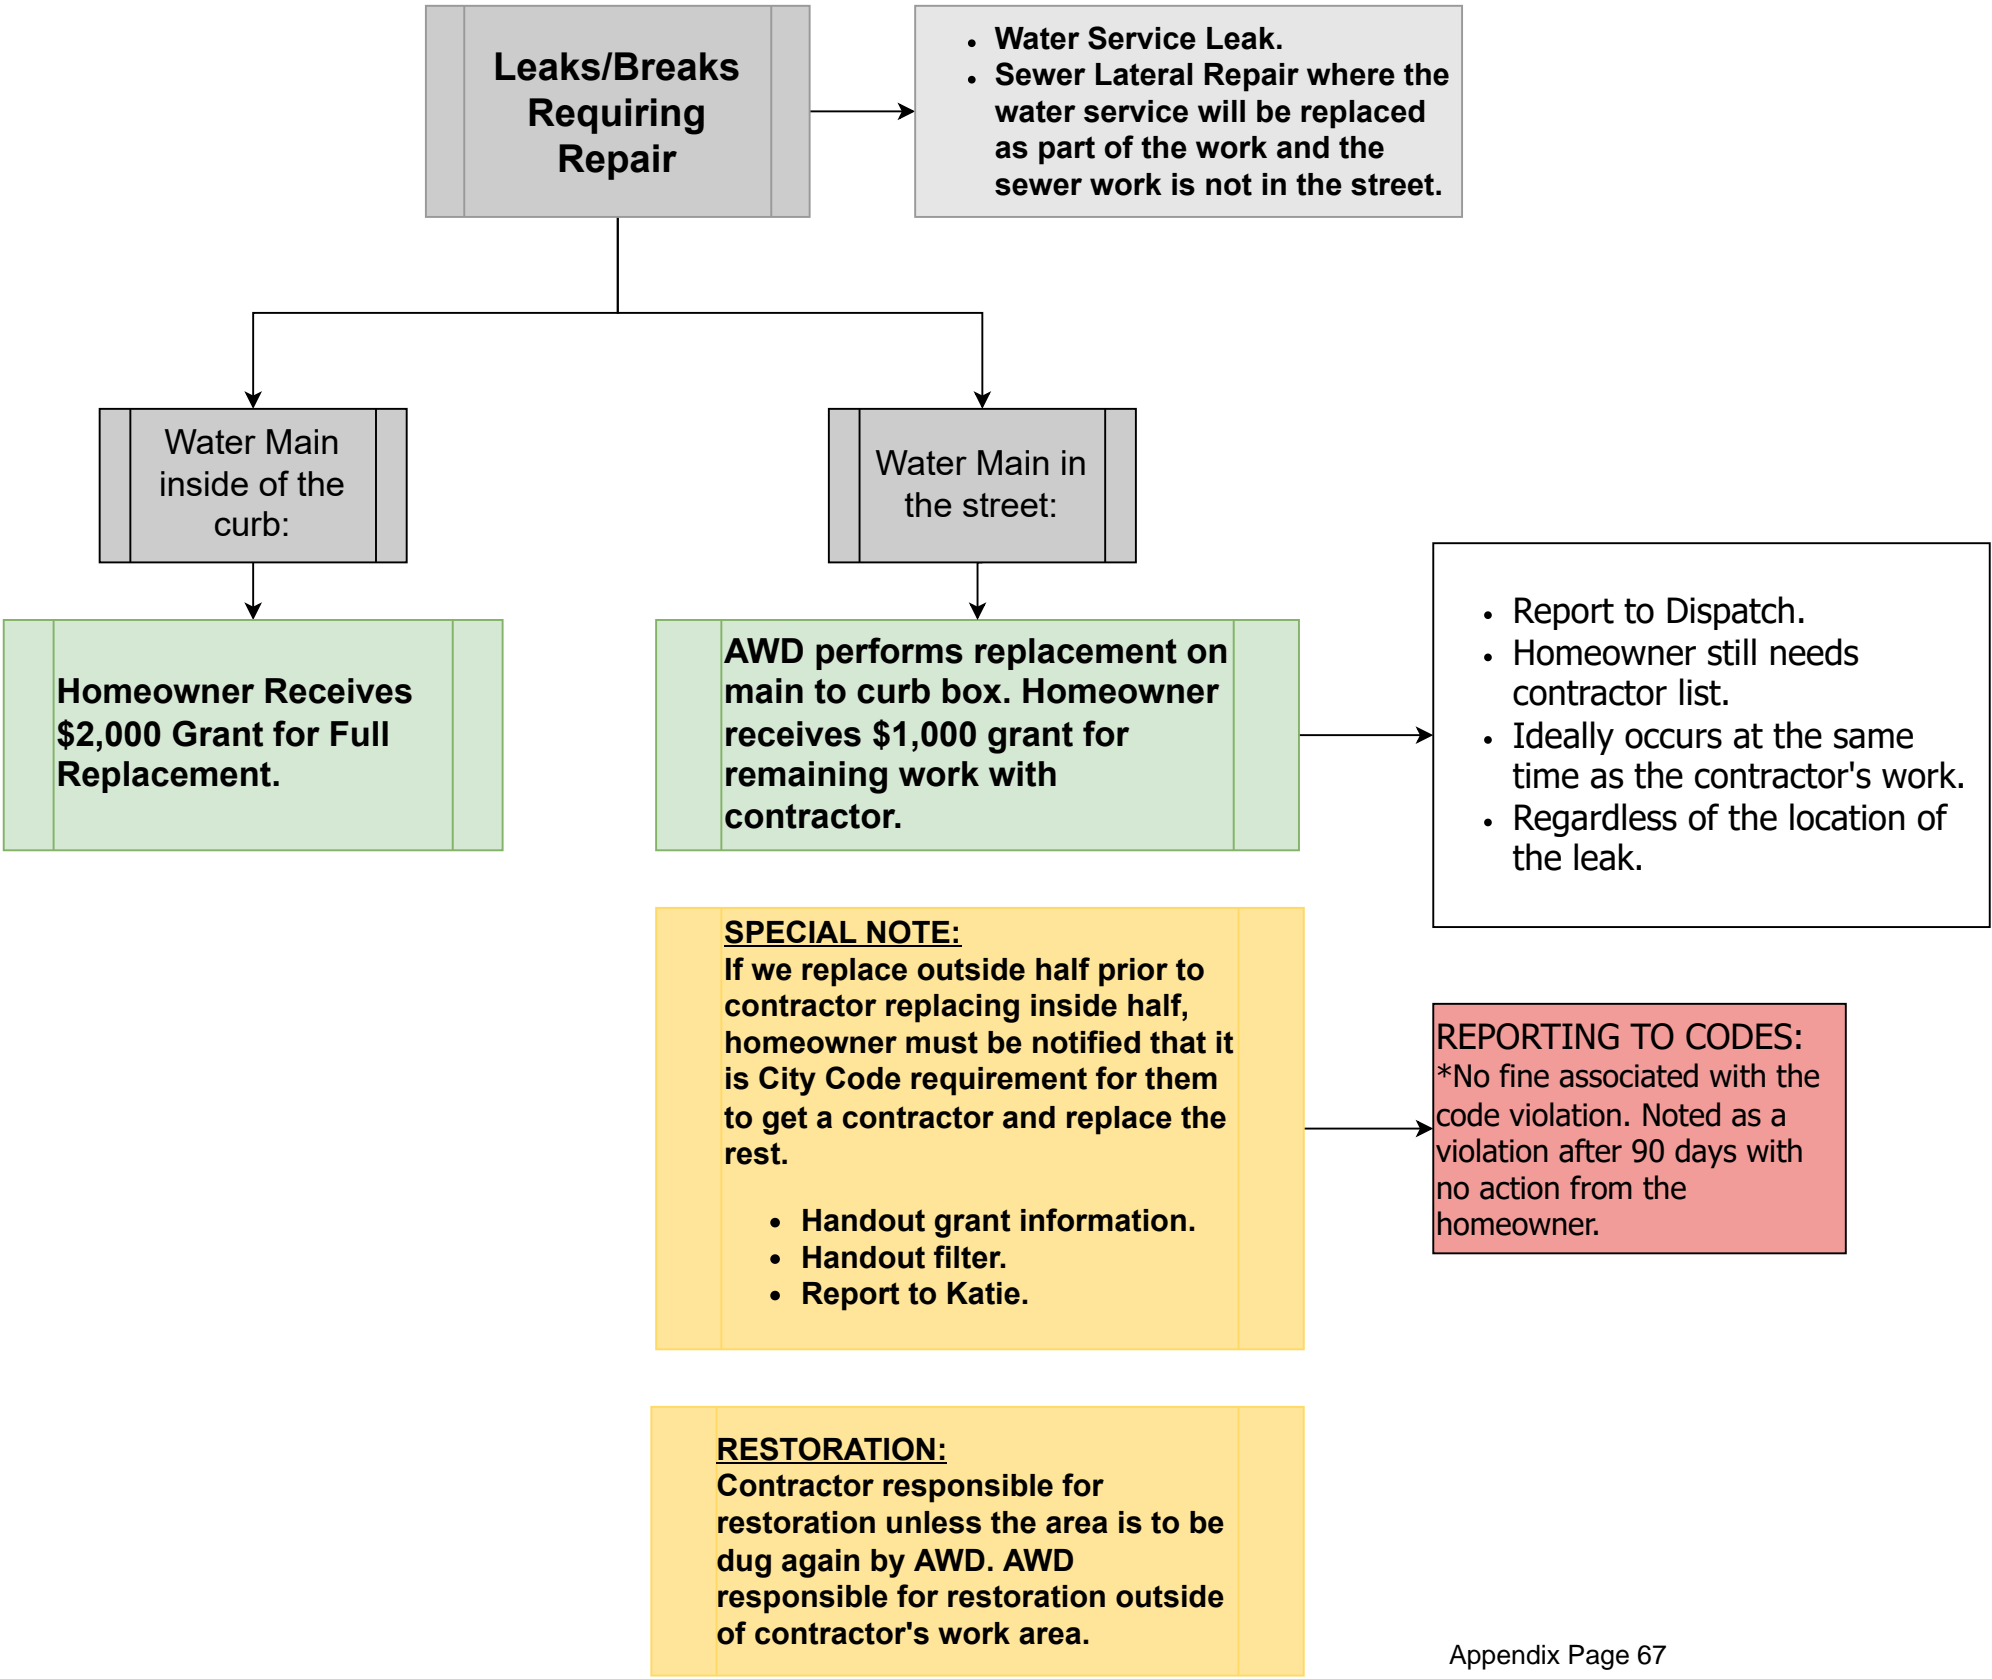 Leaks/Breaks
Requiring
Repair
• Water Service Leak.
• Sewer Lateral Repair where the
water service will be replaced
as part of the work and the
sewer work is not in the street.
Water Main
inside of the
curb:
Water Main in
the street:
Homeowner Receives
$2,000 Grant for Full
Replacement.
AWD performs replacement on
main to curb box. Homeowner
receives $1,000 grant for
remaining work with
contractor.
• Report to Dispatch.
• Homeowner still needs
contractor list.
• Ideally occurs at the same
time as the contractor's work.
• Regardless of the location of
the leak.
SPECIAL NOTE:
If we replace outside half prior to
contractor replacing inside half,
homeowner must be notified that it
is City Code requirement for them
to get a contractor and replace the
rest.
• Handout grant information.
• Handout filter.
• Report to Katie.
REPORTING TO CODES:
*No fine associated with the
code violation. Noted as a
violation after 90 days with
no action from the
homeowner.
RESTORATION:
Contractor responsible for
restoration unless the area is to be
dug again by AWD. AWD
responsible for restoration outside
of contractor's work area.
Appendix Page 67